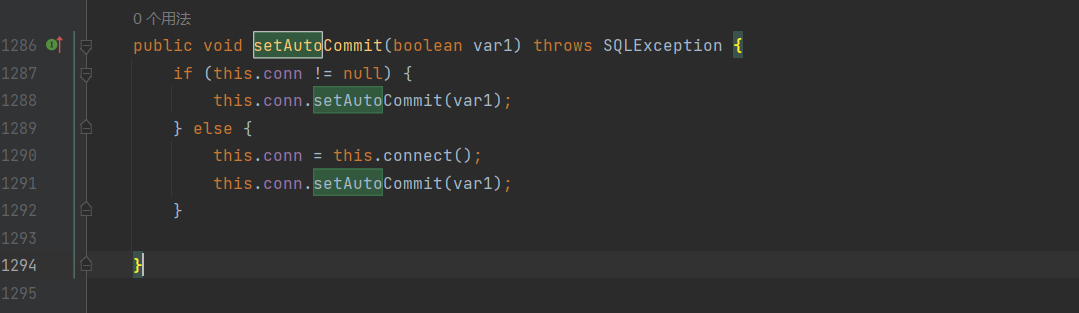 0 个用法
1286 public void setAutoCommit(boolean var1) throws SQLException {
1287 if (this.conn != null) {
1288 this.conn.setAutoCommit(var1);
1289 } else {
1290 this.conn = this.connect();
1291 this.conn.setAutoCommit(var1);
1292 }
1293
1294 }
1295